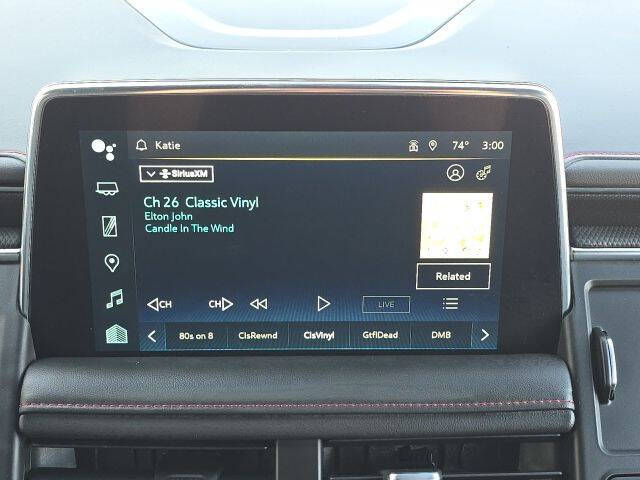 Katie 74° 3:00
SiriusXM
Ch 26 Classic Vinyl
Elton John
Candle In The Wind
Related
CH CH LIVE
80s on 8 ClsRewnd ClsVinyl GtflDead DMB